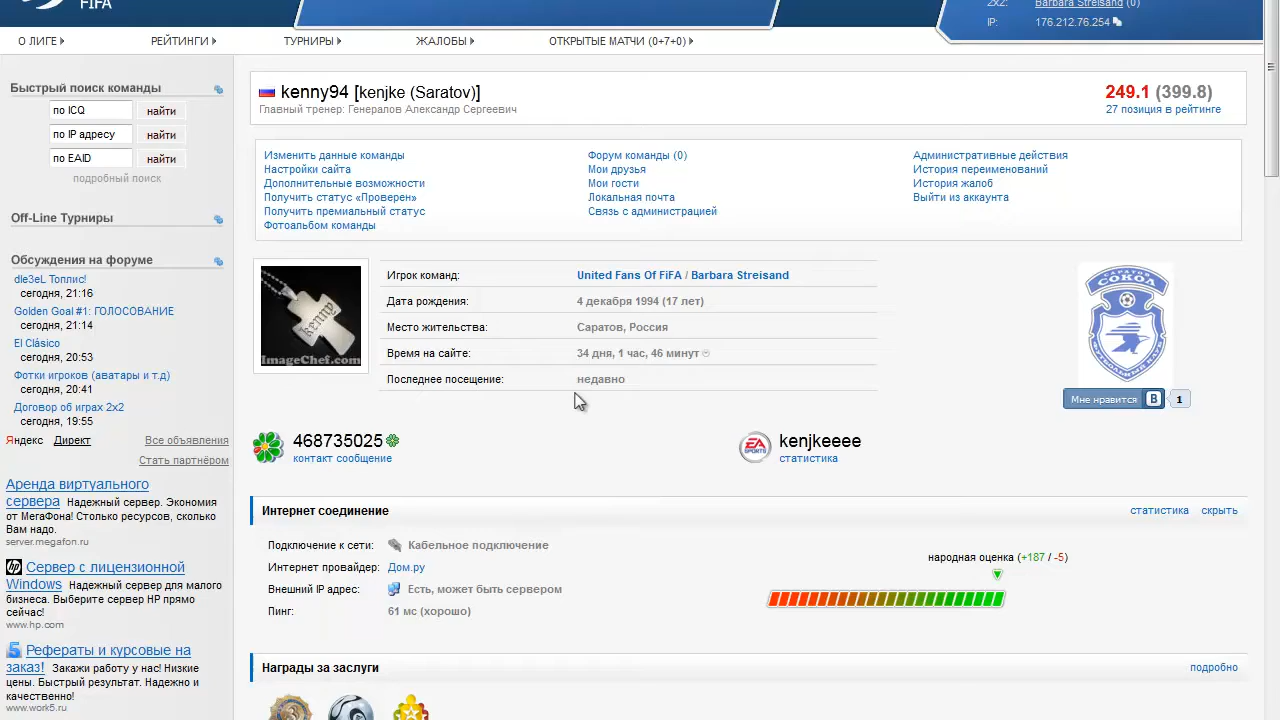 FIFA
2x2: Barbara Streisand (0)
IP: 176.212.76.254
О ЛИГЕ РЕЙТИНГИ ТУРНИРЫ ЖАЛОБЫ ОТКРЫТЫЕ МАТЧИ (0+7+0)
Быстрый поиск команды
по ICQ найти
по IP адресу найти
по EAID найти
подробный поиск
Off-Line Турниры
Обсуждения на форуме
dle3eL Топлис!
сегодня, 21:16
Golden Goal #1: ГОЛОСОВАНИЕ
сегодня, 21:14
El Clásico
сегодня, 20:53
Фотки игроков (аватары и т.д)
сегодня, 20:41
Договор об играх 2x2
сегодня, 19:55
Яндекс Директ Все объявления
Стать партнёром
Аренда виртуального
сервера Надежный сервер. Экономия
от МегаФона! Столько ресурсов, сколько
Вам надо.
server.megafon.ru
hp Сервер с лицензионной
Windows Надежный сервер для малого
бизнеса. Выберите сервер HP прямо
сейчас!
www.hp.com
5 Рефераты и курсовые на
заказ! Закажи работу у нас! Низкие
цены. Быстрый результат. Надежно и
качественно!
www.work5.ru
kenny94 [kenjke (Saratov)]
Главный тренер: Генералов Александр Сергеевич
249.1 (399.8)
27 позиция в рейтинге
Изменить данные команды
Настройки сайта
Дополнительные возможности
Получить статус «Проверен»
Получить премиальный статус
Фотоальбом команды
Форум команды (0)
Мои друзья
Мои гости
Локальная почта
Связь с администрацией
Административные действия
История переименований
История жалоб
Выйти из аккаунта
kenny
ImageChef.com
Игрок команд: United Fans Of FiFA / Barbara Streisand
Дата рождения: 4 декабря 1994 (17 лет)
Место жительства: Саратов, Россия
Время на сайте: 34 дня, 1 час, 46 минут
Последнее посещение: недавно
САРАТОВ
СОКОЛ
ФУТБОЛЬНЫЙ КЛУБ
Мне нравится B 1
468735025
контакт сообщение
EA SPORTS
kenjkeeee
статистика
Интернет соединение статистика скрыть
Подключение к сети: Кабельное подключение
Интернет провайдер: Дом.ру
Внешний IP адрес: Есть, может быть сервером
Пинг: 61 мс (хорошо)
народная оценка (+187 / -5)
Награды за заслуги подробно
3